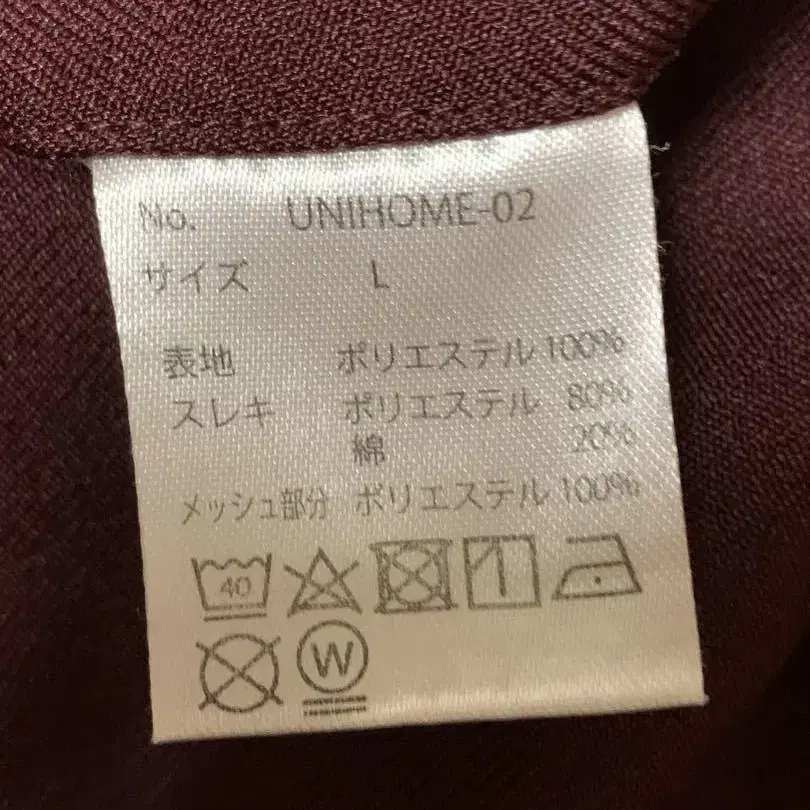 No. UNIHOME-02
サイズ L
表地 ポリエステル 100%
スレキ ポリエステル 80%
綿 20%
メッシュ部分 ポリエステル 100%
40
W